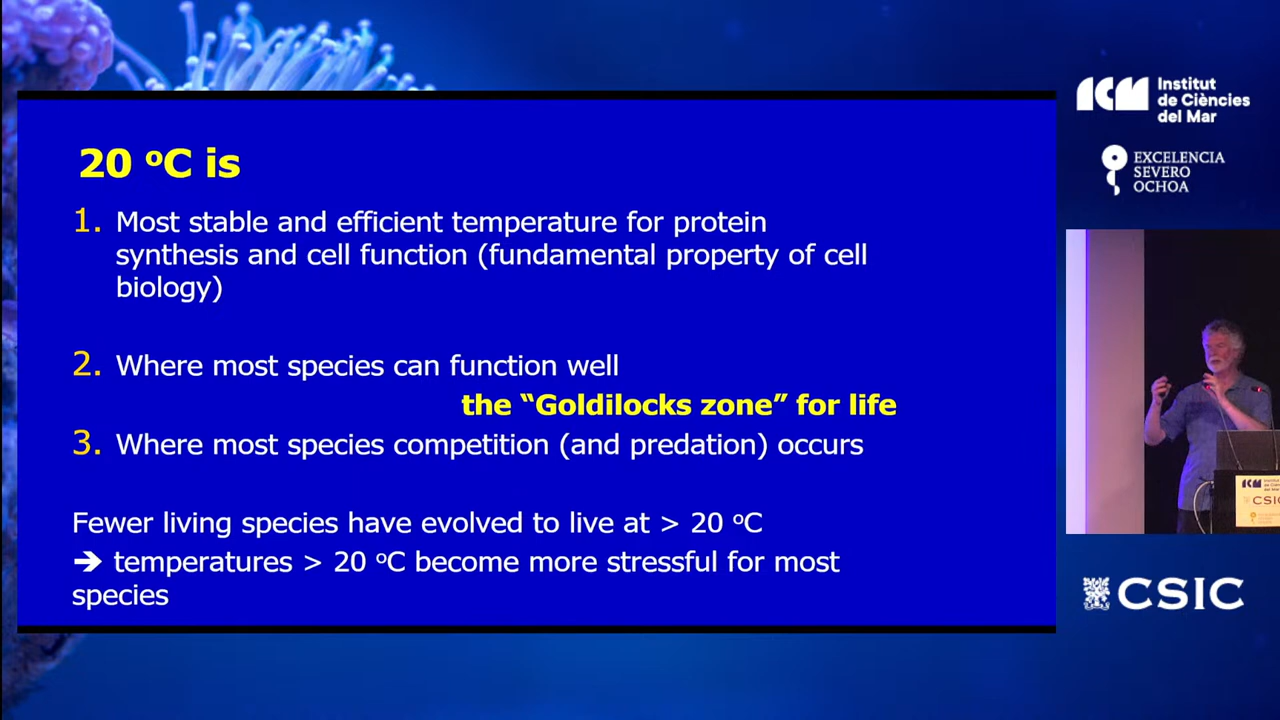 20 ºC is
1. Most stable and efficient temperature for protein
synthesis and cell function (fundamental property of cell
biology)
2. Where most species can function well
the “Goldilocks zone” for life
3. Where most species competition (and predation) occurs
Fewer living species have evolved to live at > 20 ºC
➔ temperatures > 20 ºC become more stressful for most
species
ICM
Institut
de Ciències
del Mar
EXCELENCIA
SEVERO
OCHOA
ICM
CSIC
CSIC